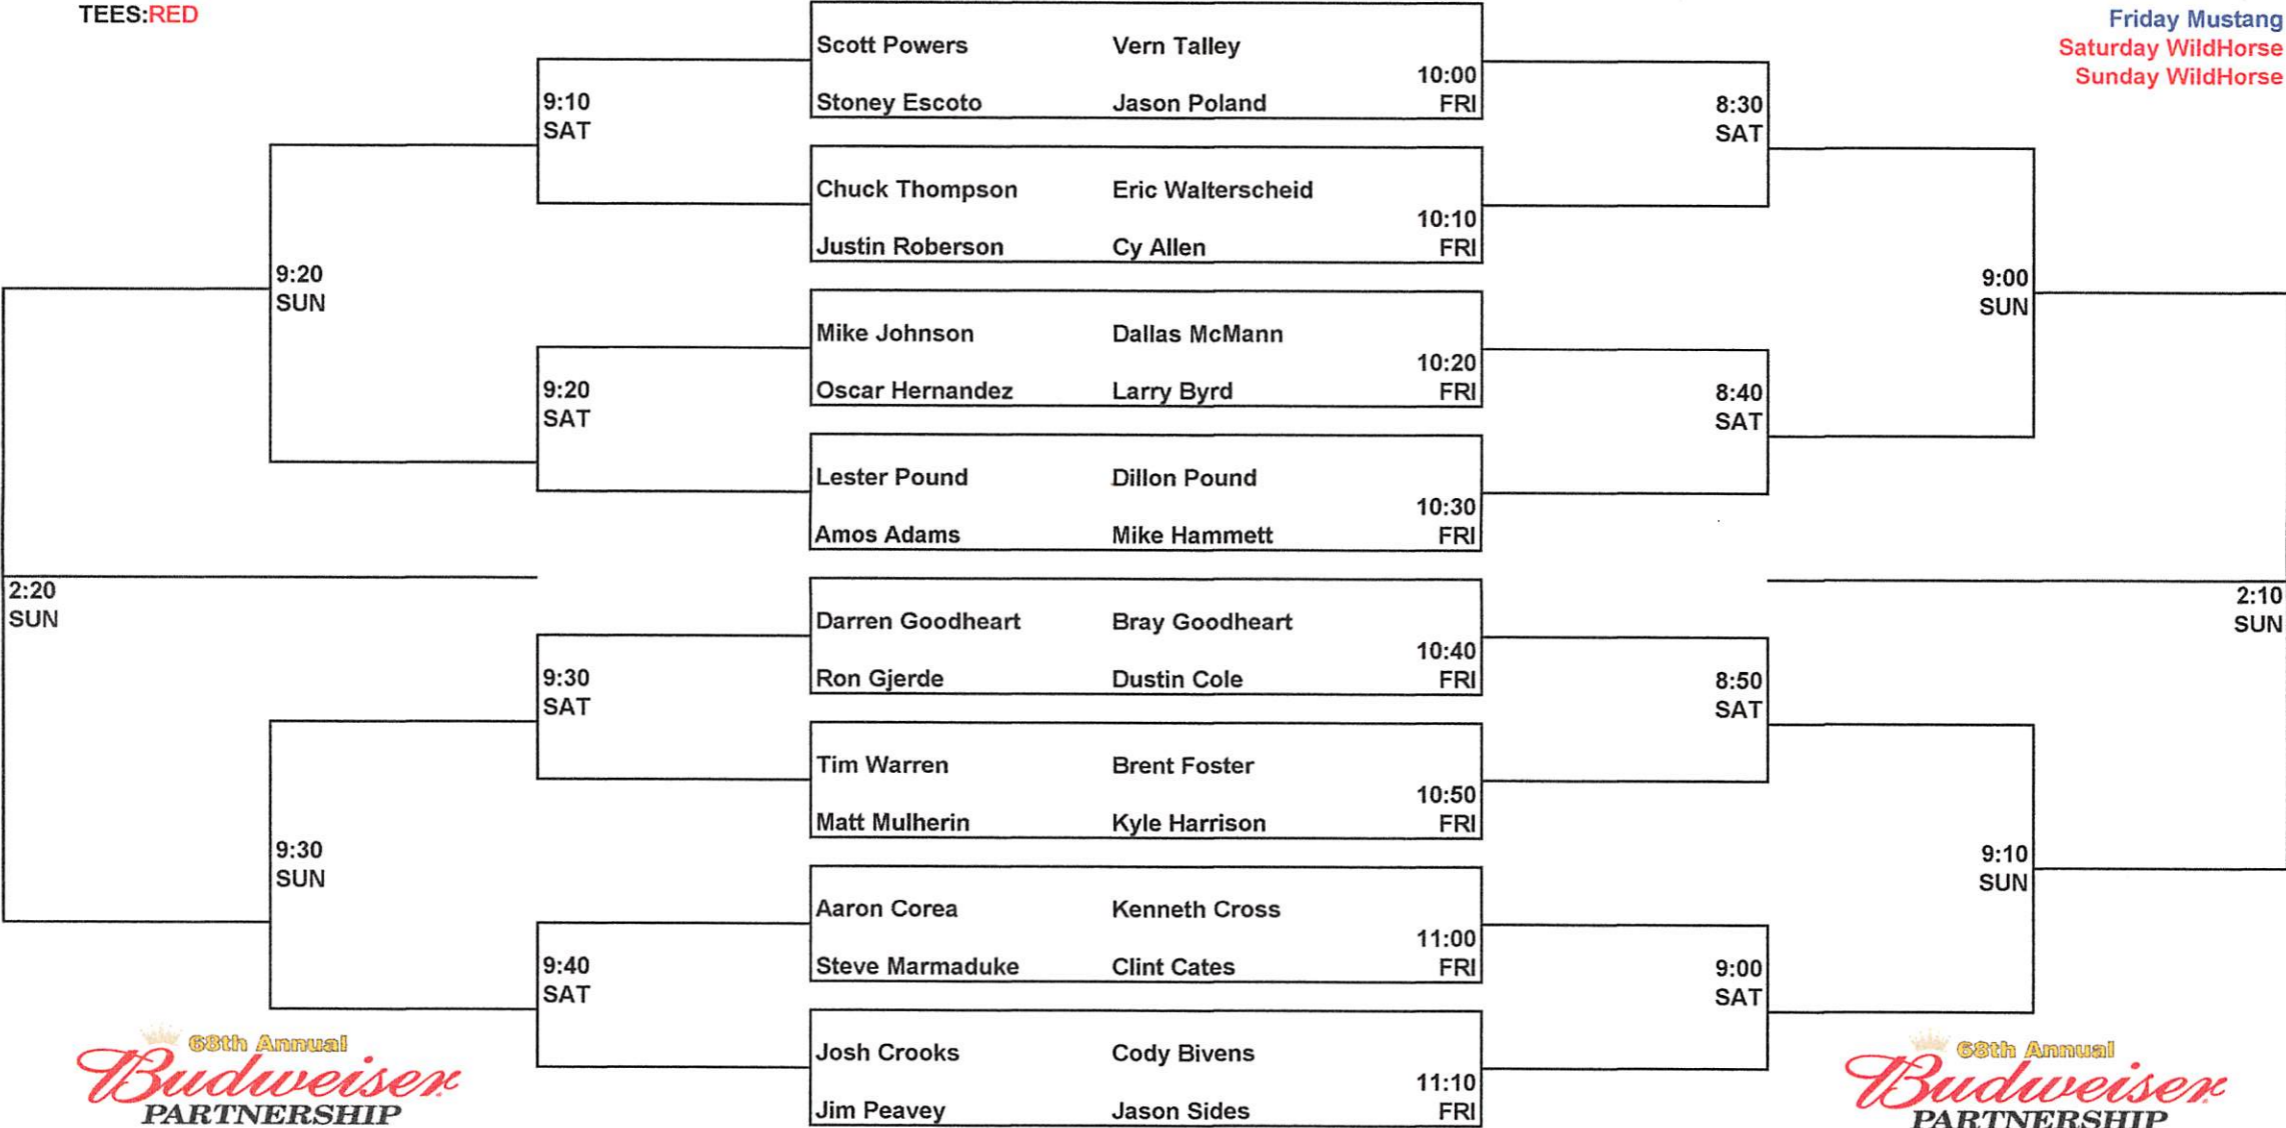 TEES:RED
Friday Mustang
Saturday WildHorse
Sunday WildHorse
Scott Powers Vern Talley
10:00
Stoney Escoto Jason Poland FRI
9:10
SAT
8:30
SAT
Chuck Thompson Eric Walterscheid
10:10
Justin Roberson Cy Allen FRI
9:20
SUN
9:00
SUN
Mike Johnson Dallas McMann
10:20
Oscar Hernandez Larry Byrd FRI
9:20
SAT
8:40
SAT
Lester Pound Dillon Pound
10:30
Amos Adams Mike Hammett FRI
2:20
SUN
2:10
SUN
Darren Goodheart Bray Goodheart
10:40
Ron Gjerde Dustin Cole FRI
9:30
SAT
8:50
SAT
Tim Warren Brent Foster
10:50
Matt Mulherin Kyle Harrison FRI
9:30
SUN
9:10
SUN
Aaron Corea Kenneth Cross
11:00
Steve Marmaduke Clint Cates FRI
9:40
SAT
9:00
SAT
Josh Crooks Cody Bivens
11:10
Jim Peavey Jason Sides FRI
68th Annual
Budweiser
PARTNERSHIP
68th Annual
Budweiser
PARTNERSHIP